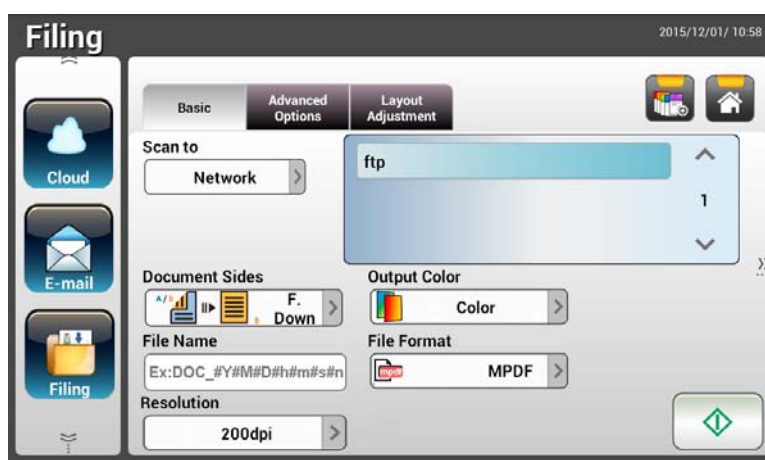 Filing
2015/12/01/ 10:58
Basic
Advanced
Options
Layout
Adjustment
Cloud
E-mail
Filing
Scan to
Network
ftp
1
Document Sides
A/
F.
Down
Output Color
Color
File Name
Ex:DOC_#Y#M#D#h#m#s#n
File Format
mpdf
MPDF
Resolution
200dpi